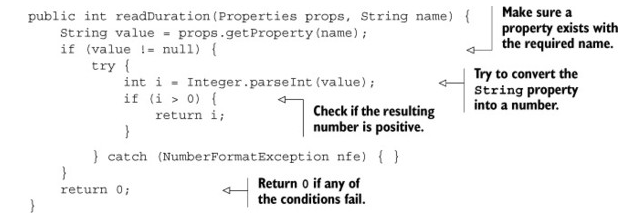 public int readDuration(Properties props, String name) {
    String value = props.getProperty(name);
    if (value != null) {
        try {
            int i = Integer.parseInt(value);
            if (i > 0) {
                return i;
            }
        } catch (NumberFormatException nfe) { }
    }
    return 0;
}
Make sure a
property exists with
the required name.
Try to convert the
String property
into a number.
Check if the resulting
number is positive.
Return 0 if any of
the conditions fail.